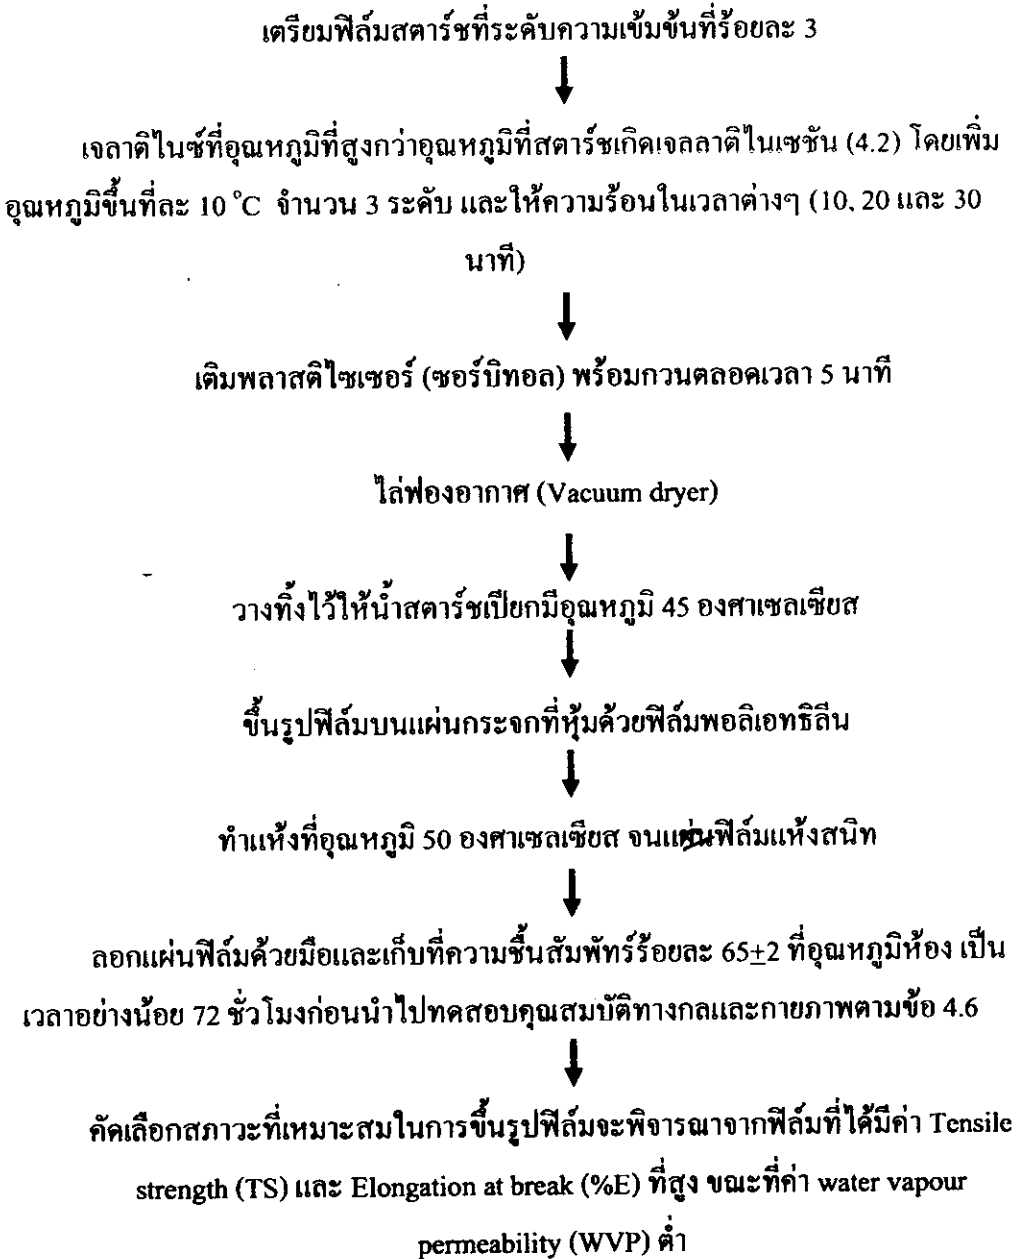 เตรียมฟิล์มสตาร์ชที่ระดับความเข้มข้นที่ร้อยละ 3
เจลาติไนซ์ที่อุณหภูมิที่สูงกว่าอุณหภูมิที่สตาร์ชเกิดเจลลาติไนเซชัน (4.2) โดยเพิ่ม
อุณหภูมิขึ้นที่ละ 10 °C จำนวน 3 ระดับ และให้ความร้อนในเวลาต่างๆ (10, 20 และ 30
นาที)
เติมพลาสติไซเซอร์ (ซอร์บิทอล) พร้อมกวนตลอดเวลา 5 นาที
ไล่ฟองอากาศ (Vacuum dryer)
วางทิ้งไว้ให้น้ำสตาร์ชเปียกมีอุณหภูมิ 45 องศาเซลเซียส
ขึ้นรูปฟิล์มบนแผ่นกระจกที่หุ้มด้วยฟิล์มพอลิเอทธิลีน
ทำแห้งที่อุณหภูมิ 50 องศาเซลเซียส จนแผ่นฟิล์มแห้งสนิท
ลอกแผ่นฟิล์มด้วยมือและเก็บที่ความชื้นสัมพัทธ์ร้อยละ 65±2 ที่อุณหภูมิห้อง เป็น
เวลาอย่างน้อย 72 ชั่วโมงก่อนนำไปทดสอบคุณสมบัติทางกลและกายภาพตามข้อ 4.6
คัดเลือกสภาวะที่เหมาะสมในการขึ้นรูปฟิล์มจะพิจารณาจากฟิล์มที่ได้มีค่า Tensile
strength (TS) และ Elongation at break (%E) ที่สูง ขณะที่ค่า water vapour
permeability (WVP) ต่ำ